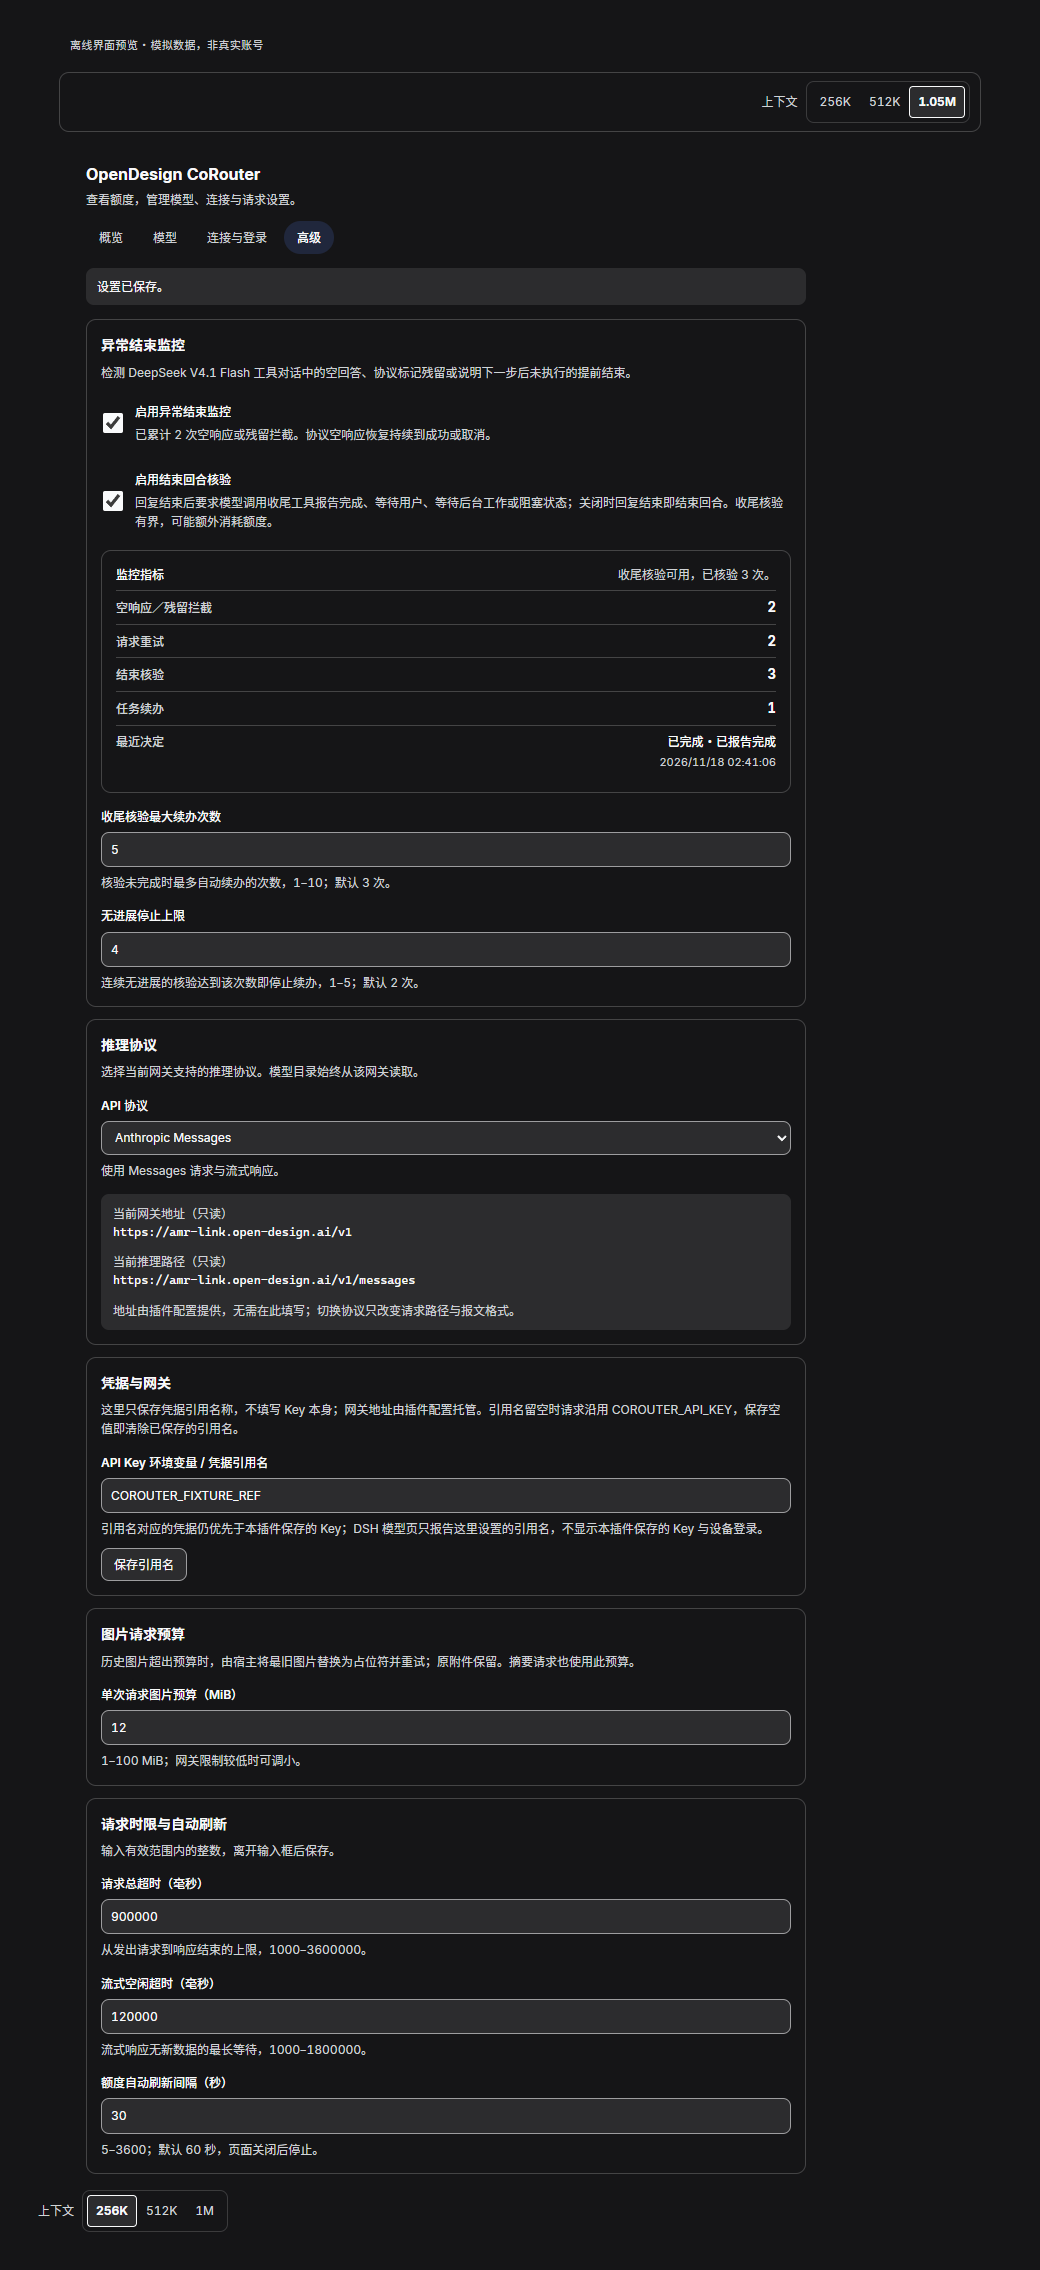 离线界面预览・模拟数据，非真实账号
上下文 256K 512K 1.05M
OpenDesign CoRouter
查看额度，管理模型、连接与请求设置。
概览 模型 连接与登录 高级
设置已保存。
异常结束监控
检测 DeepSeek V4.1 Flash 工具对话中的空回答、协议标记残留或说明下一步后未执行的提前结束。
启用异常结束监控
已累计 2 次空响应或残留拦截。协议空响应恢复持续到成功或取消。
启用结束回合核验
回复结束后要求模型调用收尾工具报告完成、等待用户、等待后台工作或阻塞状态；关闭时回复结束即结束回合。收尾核验
有界，可能额外消耗额度。
监控指标 收尾核验可用，已核验 3 次。
空响应／残留拦截 2
请求重试 2
结束核验 3
任务续办 1
最近决定 已完成・已报告完成
2026/11/18 02:41:06
收尾核验最大续办次数
5
核验未完成时最多自动续办的次数，1–10；默认 3 次。
无进展停止上限
4
连续无进展的核验达到该次数即停止续办，1–5；默认 2 次。
推理协议
选择当前网关支持的推理协议。模型目录始终从该网关读取。
API 协议
Anthropic Messages
使用 Messages 请求与流式响应。
当前网关地址（只读）
https://amr-link.open-design.ai/v1
当前推理路径（只读）
https://amr-link.open-design.ai/v1/messages
地址由插件配置提供，无需在此填写；切换协议只改变请求路径与报文格式。
凭据与网关
这里只保存凭据引用名称，不填写 Key 本身；网关地址由插件配置托管。引用名留空时请求沿用 COROUTER_API_KEY，保存空
值即清除已保存的引用名。
API Key 环境变量 / 凭据引用名
COROUTER_FIXTURE_REF
引用名对应的凭据仍优先于本插件保存的 Key；DSH 模型页只报告这里设置的引用名，不显示本插件保存的 Key 与设备登录。
保存引用名
图片请求预算
历史图片超出预算时，由宿主将最旧图片替换为占位符并重试；原附件保留。摘要请求也使用此预算。
单次请求图片预算（MiB）
12
1–100 MiB；网关限制较低时可调小。
请求时限与自动刷新
输入有效范围内的整数，离开输入框后保存。
请求总超时（毫秒）
900000
从发出请求到响应结束的上限，1000–3600000。
流式空闲超时（毫秒）
120000
流式响应无新数据的最长等待，1000–1800000。
额度自动刷新间隔（秒）
30
5–3600；默认 60 秒，页面关闭后停止。
上下文 256K 512K 1M